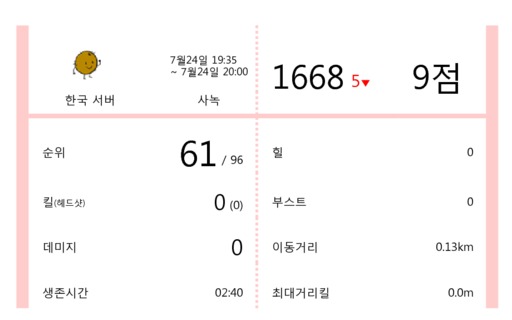 7월24일 19:35
~ 7월24일 20:00
한국 서버
사녹
1668 5▼
9점
순위
61 / 96
킬(헤드샷)
0 (0)
데미지
0
생존시간
02:40
힐
0
부스트
0
이동거리
0.13km
최대거리킬
0.0m